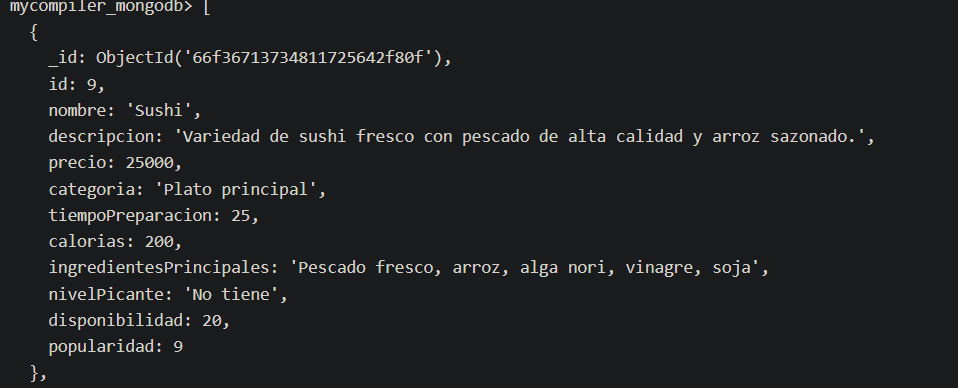 mycompiler_mongodb> [
  {
    _id: ObjectId('66f36713734811725642f80f'),
    id: 9,
    nombre: 'Sushi',
    descripcion: 'Variedad de sushi fresco con pescado de alta calidad y arroz sazonado.',
    precio: 25000,
    categoria: 'Plato principal',
    tiempoPreparacion: 25,
    calorias: 200,
    ingredientesPrincipales: 'Pescado fresco, arroz, alga nori, vinagre, soja',
    nivelPicante: 'No tiene',
    disponibilidad: 20,
    popularidad: 9
  },